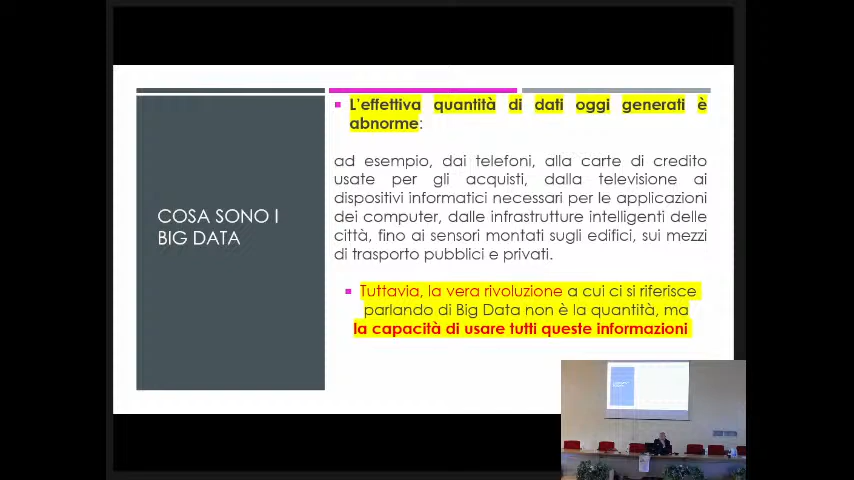 COSA SONO I
BIG DATA
L'effettiva quantità di dati oggi generati è
abnorme:
ad esempio, dai telefoni, alla carte di credito
usate per gli acquisti, dalla televisione ai
dispositivi informatici necessari per le applicazioni
dei computer, dalle infrastrutture intelligenti delle
città, fino ai sensori montati sugli edifici, sui mezzi
di trasporto pubblici e privati.
Tuttavia, la vera rivoluzione a cui ci si riferisce
parlando di Big Data non è la quantità, ma
la capacità di usare tutti queste informazioni